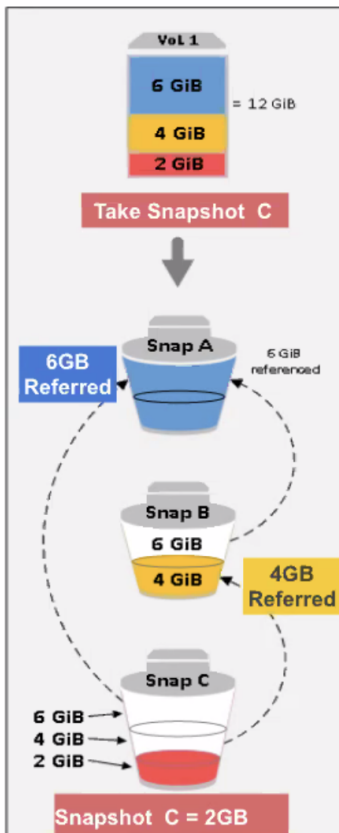 VoL 1
6 GiB
= 12 GiB
4 GiB
2 GiB
Take Snapshot C
Snap A
6GB
Referred
6 GiB
referenced
Snap B
6 GiB
4 GiB
4GB
Referred
Snap C
6 GiB
4 GiB
2 GiB
Snapshot C = 2GB